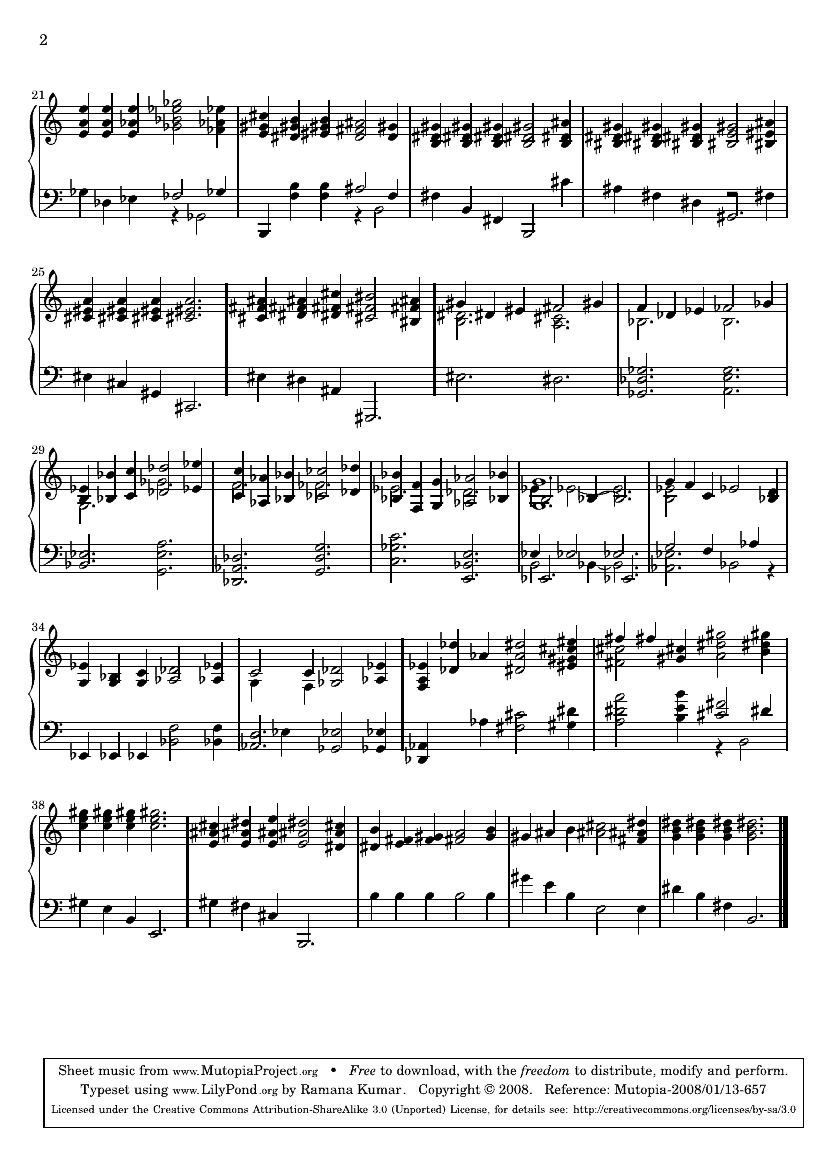 2
21
25
29
34
38
Sheet music from www.MutopiaProject.org • Free to download, with the freedom to distribute, modify and perform.
Typeset using www.LilyPond.org by Ramana Kumar. Copyright © 2008. Reference: Mutopia-2008/01/13-657
Licensed under the Creative Commons Attribution-ShareAlike 3.0 (Unported) License, for details see: http://creativecommons.org/licenses/by-sa/3.0